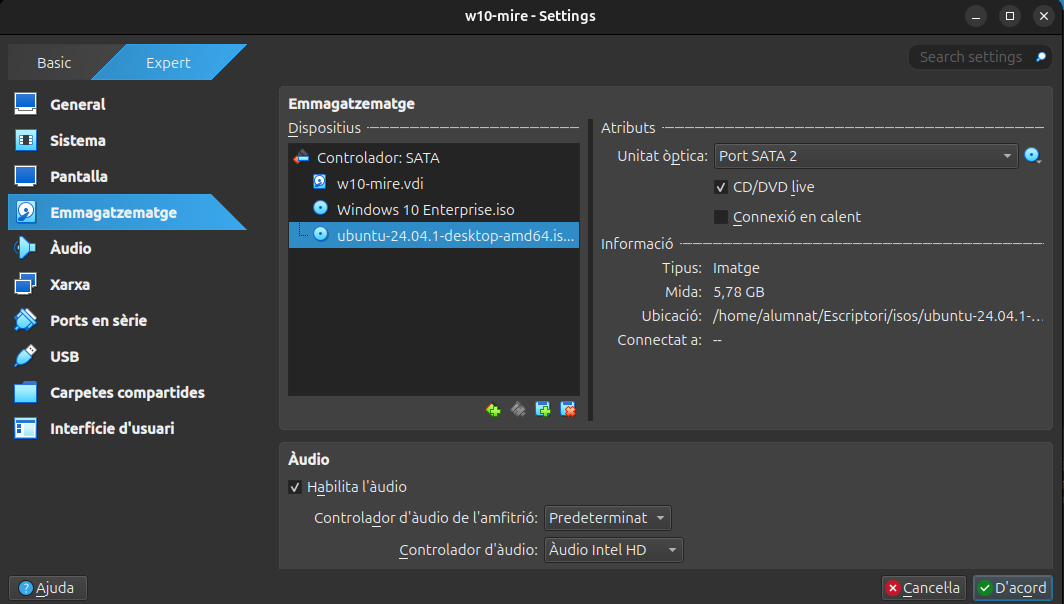 w10-mire - Settings
Basic
Expert
Search settings
General
Sistema
Pantalla
Emmagatzematge
Àudio
Xarxa
Ports en sèrie
USB
Carpetes compartides
Interfície d'usuari
Emmagatzematge
Dispositius
Controlador: SATA
w10-mire.vdi
Windows 10 Enterprise.iso
ubuntu-24.04.1-desktop-amd64.is...
Atributs
Unitat òptica: Port SATA 2
CD/DVD live
Connexió en calent
Informació
Tipus: Imatge
Mida: 5,78 GB
Ubicació: /home/alumnat/Escriptori/isos/ubuntu-24.04.1-...
Connectat a: --
Àudio
Habilita l'àudio
Controlador d'àudio de l'amfitrió: Predeterminat
Controlador d'àudio: Àudio Intel HD
Ajuda
Cancel·la
D'acord